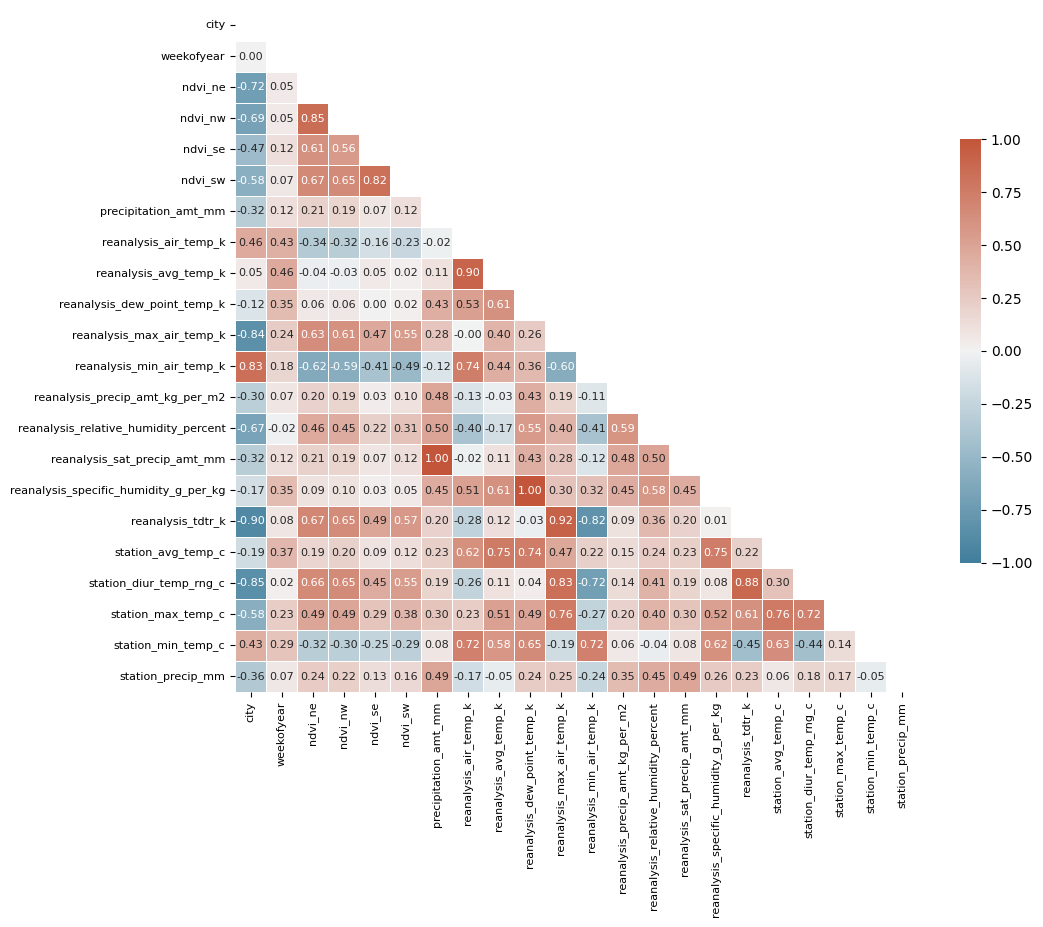 city
weekofyear 0.00
ndvi_ne -0.72 0.05
ndvi_nw -0.69 0.05 0.85
ndvi_se -0.47 0.12 0.61 0.56
ndvi_sw -0.58 0.07 0.67 0.65 0.82
precipitation_amt_mm -0.32 0.12 0.21 0.19 0.07 0.12
reanalysis_air_temp_k 0.46 0.43 -0.34 -0.32 -0.16 -0.23 -0.02
reanalysis_avg_temp_k 0.05 0.46 -0.04 -0.03 0.05 0.02 0.11 0.90
reanalysis_dew_point_temp_k -0.12 0.35 0.06 0.06 0.00 0.02 0.43 0.53 0.61
reanalysis_max_air_temp_k -0.84 0.24 0.63 0.61 0.47 0.55 0.28 -0.00 0.40 0.26
reanalysis_min_air_temp_k 0.83 0.18 -0.62 -0.59 -0.41 -0.49 -0.12 0.74 0.44 0.36 -0.60
reanalysis_precip_amt_kg_per_m2 -0.30 0.07 0.20 0.19 0.03 0.10 0.48 -0.13 -0.03 0.43 0.19 -0.11
reanalysis_relative_humidity_percent -0.67 -0.02 0.46 0.45 0.22 0.31 0.50 -0.40 -0.17 0.55 0.40 -0.41 0.59
reanalysis_sat_precip_amt_mm -0.32 0.12 0.21 0.19 0.07 0.12 1.00 -0.02 0.11 0.43 0.28 -0.12 0.48 0.50
reanalysis_specific_humidity_g_per_kg -0.17 0.35 0.09 0.10 0.03 0.05 0.45 0.51 0.61 1.00 0.30 0.32 0.45 0.58 0.45
reanalysis_tdtr_k -0.90 0.08 0.67 0.65 0.49 0.57 0.20 -0.28 0.12 -0.03 0.92 -0.82 0.09 0.36 0.20 0.01
station_avg_temp_c -0.19 0.37 0.19 0.20 0.09 0.12 0.23 0.62 0.75 0.74 0.47 0.22 0.15 0.24 0.23 0.75 0.22
station_diur_temp_rng_c -0.85 0.02 0.66 0.65 0.45 0.55 0.19 -0.26 0.11 0.04 0.83 -0.72 0.14 0.41 0.19 0.08 0.88 0.30
station_max_temp_c -0.58 0.23 0.49 0.49 0.29 0.38 0.30 0.23 0.51 0.49 0.76 -0.27 0.20 0.40 0.30 0.52 0.61 0.76 0.72
station_min_temp_c 0.43 0.29 -0.32 -0.30 -0.25 -0.29 0.08 0.72 0.58 0.65 -0.19 0.72 0.06 -0.04 0.08 0.62 -0.45 0.63 -0.44 0.14
station_precip_mm -0.36 0.07 0.24 0.22 0.13 0.16 0.49 -0.17 -0.05 0.24 0.25 -0.24 0.35 0.45 0.49 0.26 0.23 0.06 0.18 0.17 -0.05
city
weekofyear
ndvi_ne
ndvi_nw
ndvi_se
ndvi_sw
precipitation_amt_mm
reanalysis_air_temp_k
reanalysis_avg_temp_k
reanalysis_dew_point_temp_k
reanalysis_max_air_temp_k
reanalysis_min_air_temp_k
reanalysis_precip_amt_kg_per_m2
reanalysis_relative_humidity_percent
reanalysis_sat_precip_amt_mm
reanalysis_specific_humidity_g_per_kg
reanalysis_tdtr_k
station_avg_temp_c
station_diur_temp_rng_c
station_max_temp_c
station_min_temp_c
station_precip_mm
1.00
0.75
0.50
0.25
0.00
−0.25
−0.50
−0.75
−1.00